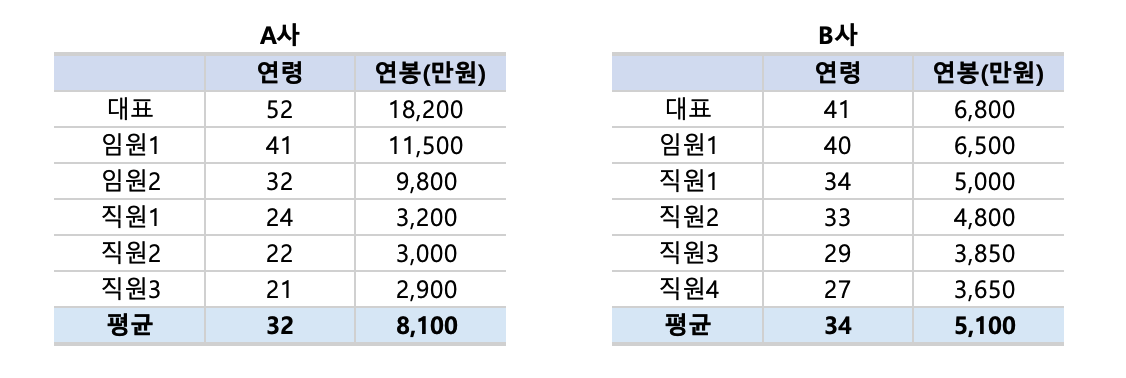 A사
연령 연봉(만원)
대표 52 18,200
임원1 41 11,500
임원2 32 9,800
직원1 24 3,200
직원2 22 3,000
직원3 21 2,900
평균 32 8,100
B사
연령 연봉(만원)
대표 41 6,800
임원1 40 6,500
직원1 34 5,000
직원2 33 4,800
직원3 29 3,850
직원4 27 3,650
평균 34 5,100